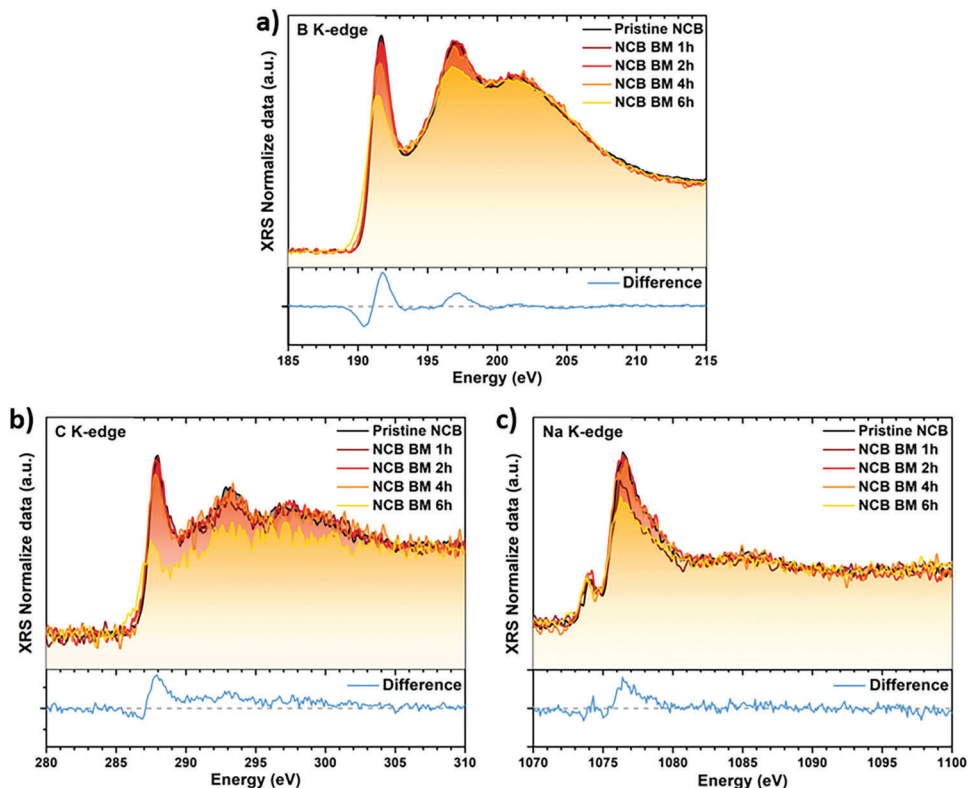 a)
B K-edge
Pristine NCB
NCB BM 1h
NCB BM 2h
NCB BM 4h
NCB BM 6h
XRS Normalize data (a.u.)
Difference
185 190 195 200 205 210 215
Energy (eV)
b)
C K-edge
Pristine NCB
NCB BM 1h
NCB BM 2h
NCB BM 4h
NCB BM 6h
XRS Normalize data (a.u.)
Difference
280 285 290 295 300 305 310
Energy (eV)
c)
Na K-edge
Pristine NCB
NCB BM 1h
NCB BM 2h
NCB BM 4h
NCB BM 6h
XRS Normalize data (a.u.)
Difference
1070 1075 1080 1085 1090 1095 1100
Energy (eV)